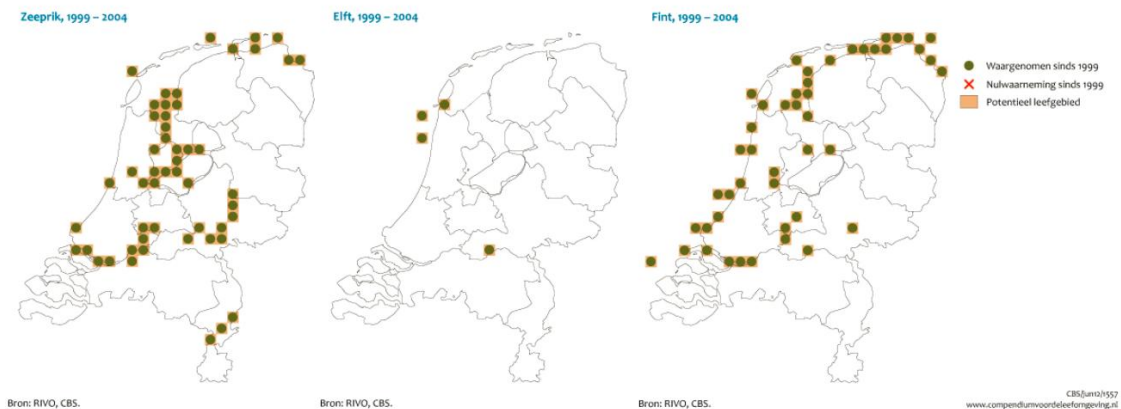 Zeeprik, 1999 – 2004
Elft, 1999 – 2004
Fint, 1999 – 2004
Waargenomen sinds 1999
Nulwaarneming sinds 1999
Potentieel leefgebied
Bron: RIVO, CBS.
Bron: RIVO, CBS.
Bron: RIVO, CBS.
CBS/jun12/1557
www.compendiumvoordeleefomgeving.nl